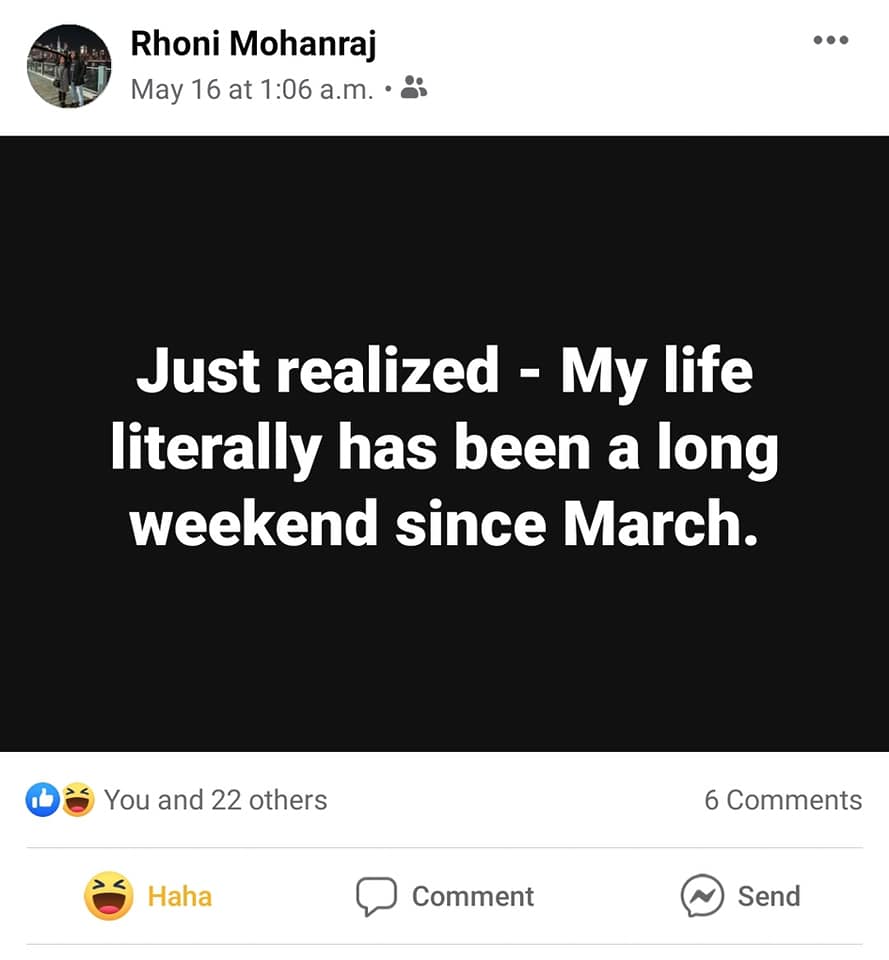 Rhoni Mohanraj
May 16 at 1:06 a.m. •
Just realized - My life
literally has been a long
weekend since March.
You and 22 others
6 Comments
Haha
Comment
Send